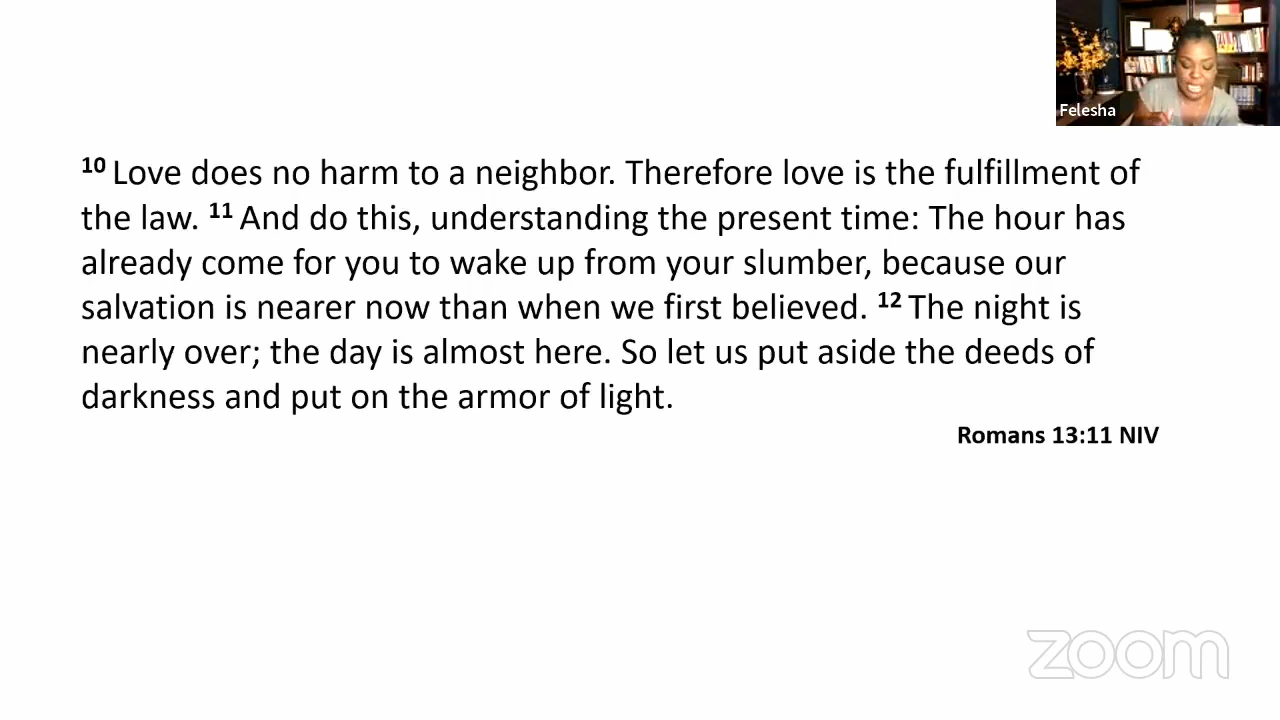 Felesha
10 Love does no harm to a neighbor. Therefore love is the fulfillment of
the law. 11 And do this, understanding the present time: The hour has
already come for you to wake up from your slumber, because our
salvation is nearer now than when we first believed. 12 The night is
nearly over; the day is almost here. So let us put aside the deeds of
darkness and put on the armor of light.
Romans 13:11 NIV
zoom